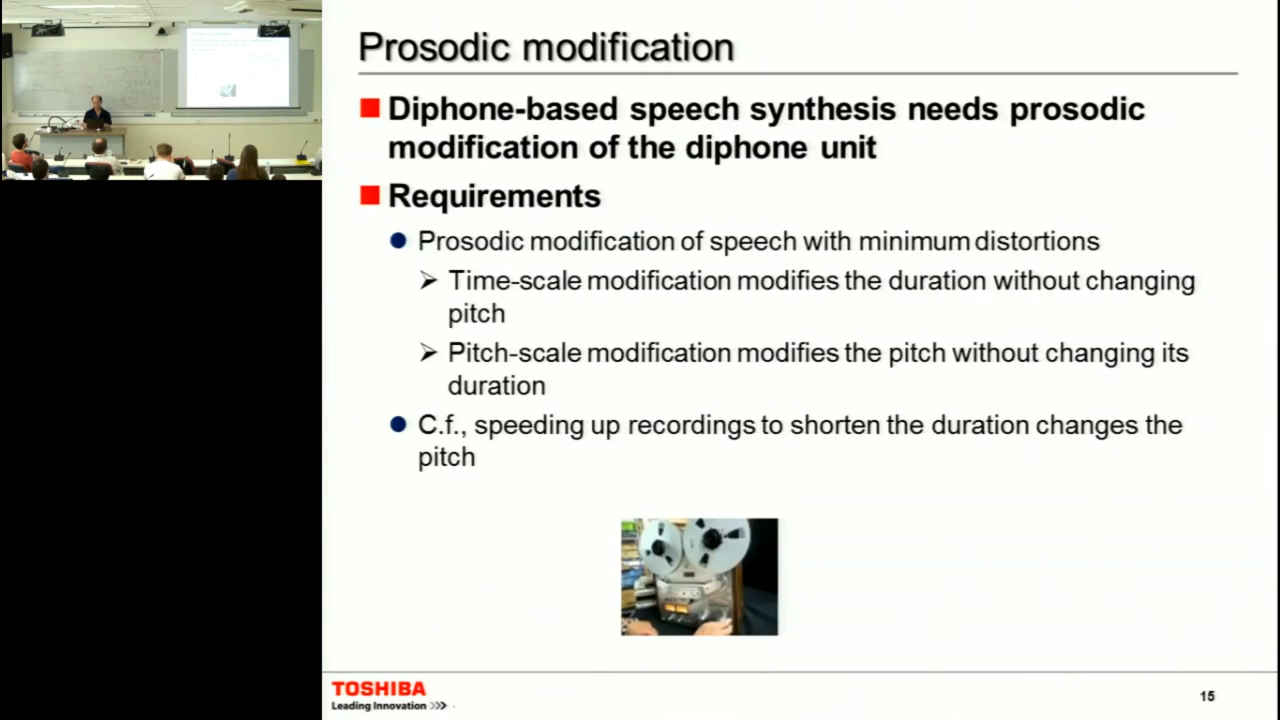 Prosodic modification
Diphone-based speech synthesis needs prosodic
modification of the diphone unit
Requirements
Prosodic modification of speech with minimum distortions
Time-scale modification modifies the duration without changing
pitch
Pitch-scale modification modifies the pitch without changing its
duration
C.f., speeding up recordings to shorten the duration changes the
pitch
TOSHIBA
Leading Innovation >>>
15